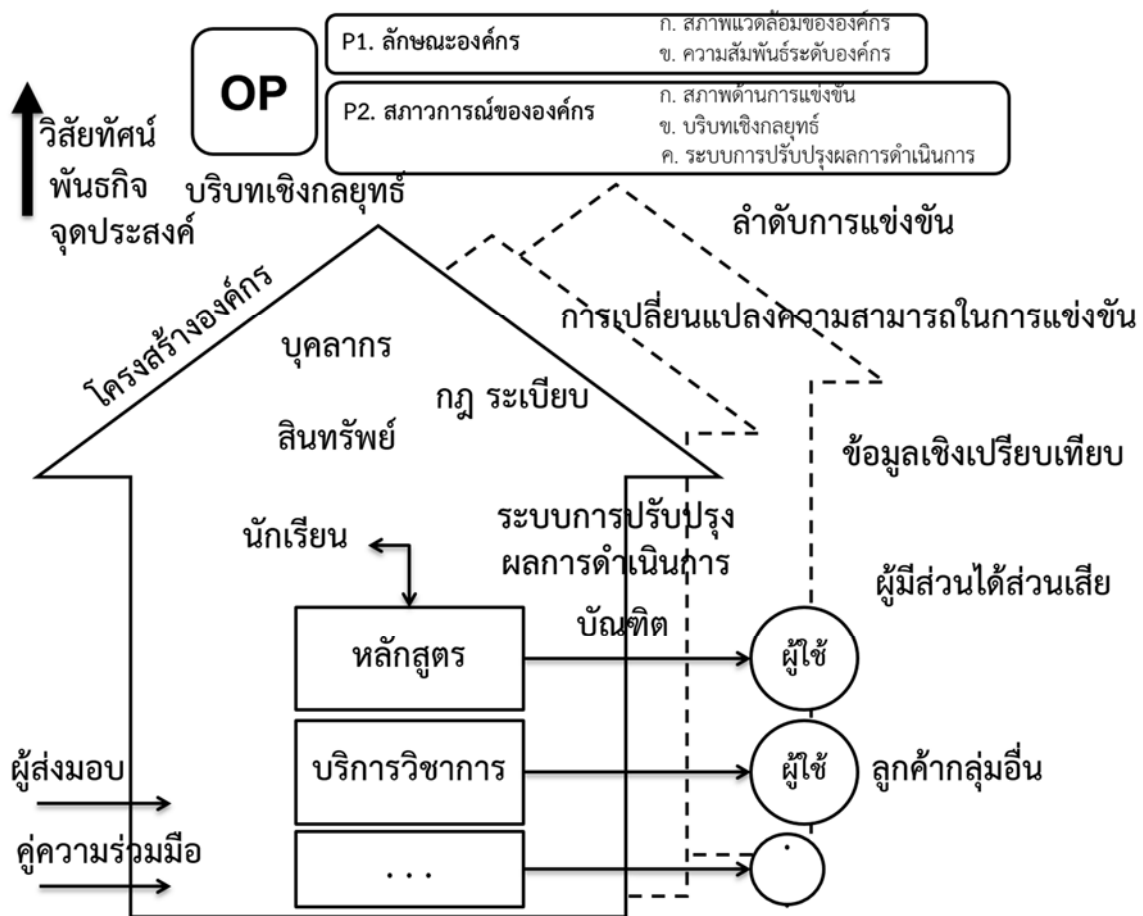 OP
P1. ลักษณะองค์กร
ก. สภาพแวดล้อมขององค์กร
ข. ความสัมพันธ์ระดับองค์กร
P2. สภาวการณ์ขององค์กร
ก. สภาพด้านการแข่งขัน
ข. บริบทเชิงกลยุทธ์
ค. ระบบการปรับปรุงผลการดำเนินการ
วิสัยทัศน์
พันธกิจ
จุดประสงค์
บริบทเชิงกลยุทธ์
ลำดับการแข่งขัน
โครงสร้างองค์กร
การเปลี่ยนแปลงความสามารถในการแข่งขัน
บุคลากร
กฎ ระเบียบ
สินทรัพย์
ข้อมูลเชิงเปรียบเทียบ
ระบบการปรับปรุง
ผลการดำเนินการ
นักเรียน
ผู้มีส่วนได้ส่วนเสีย
บัณฑิต
หลักสูตร
ผู้ใช้
ผู้ส่งมอบ
บริการวิชาการ
ผู้ใช้
ลูกค้ากลุ่มอื่น
คู่ความร่วมมือ
. . .